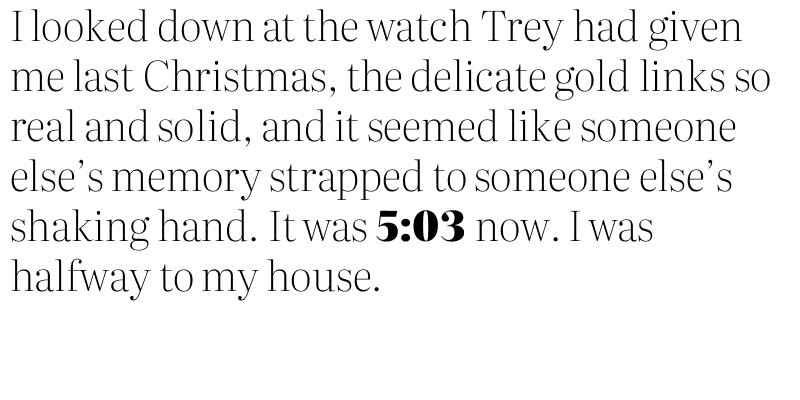 I looked down at the watch Trey had given
me last Christmas, the delicate gold links so
real and solid, and it seemed like someone
else’s memory strapped to someone else’s
shaking hand. It was 5:03 now. I was
halfway to my house.